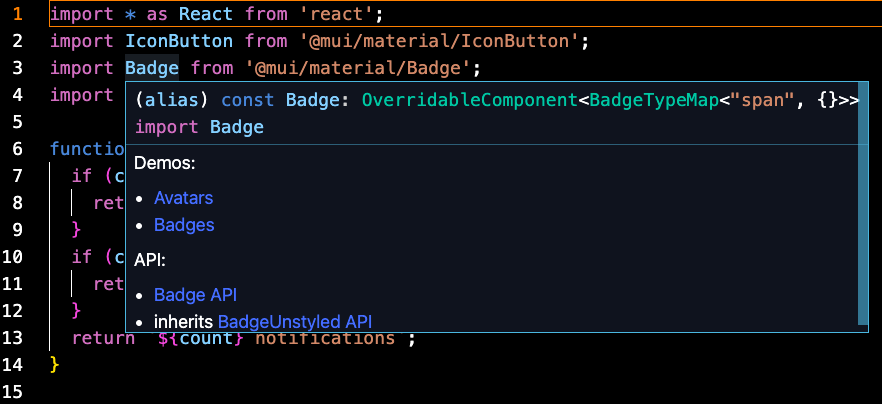 1 import * as React from 'react';
2 import IconButton from '@mui/material/IconButton';
3 import Badge from '@mui/material/Badge';
4 import
(alias) const Badge: OverridableComponent<BadgeTypeMap<"span", {}>>
import Badge
Demos:
• Avatars
• Badges
API:
• Badge API
• inherits BadgeUnstyled API
5
6 functio
7 if (c
8 ret
9 }
10 if (c
11 ret
12 }
13 return `${count} notifications`;
14 }
15